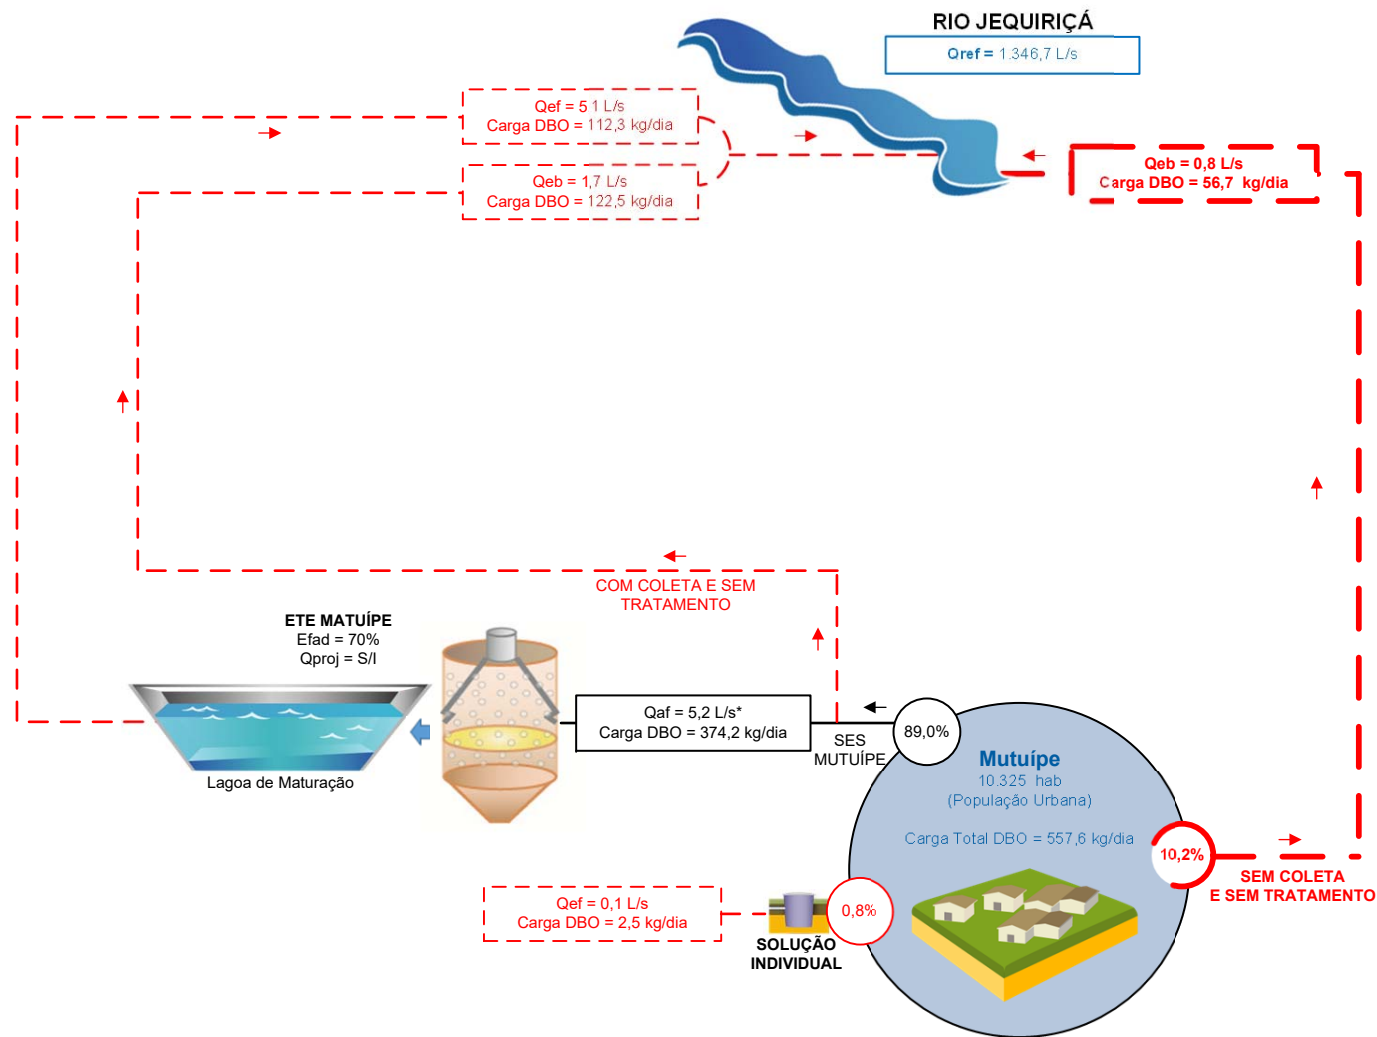 RIO JEQUIRIÇÁ
Qref = 1.346,7 L/s
Qef = 5 1 L/s
Carga DBO = 112,3 kg/dia
Qeb = 1,7 L/s
Carga DBO = 122,5 kg/dia
Qeb = 0,8 L/s
Carga DBO = 56,7 kg/dia
COM COLETA E SEM
TRATAMENTO
ETE MATUÍPE
Efad = 70%
Qproj = S/I
Lagoa de Maturação
Qaf = 5,2 L/s*
Carga DBO = 374,2 kg/dia
SES
MUTUÍPE
89,0%
Mutuípe
10.325 hab
(População Urbana)
Carga Total DBO = 557,6 kg/dia
10,2%
SEM COLETA
E SEM TRATAMENTO
Qef = 0,1 L/s
Carga DBO = 2,5 kg/dia
0,8%
SOLUÇÃO
INDIVIDUAL